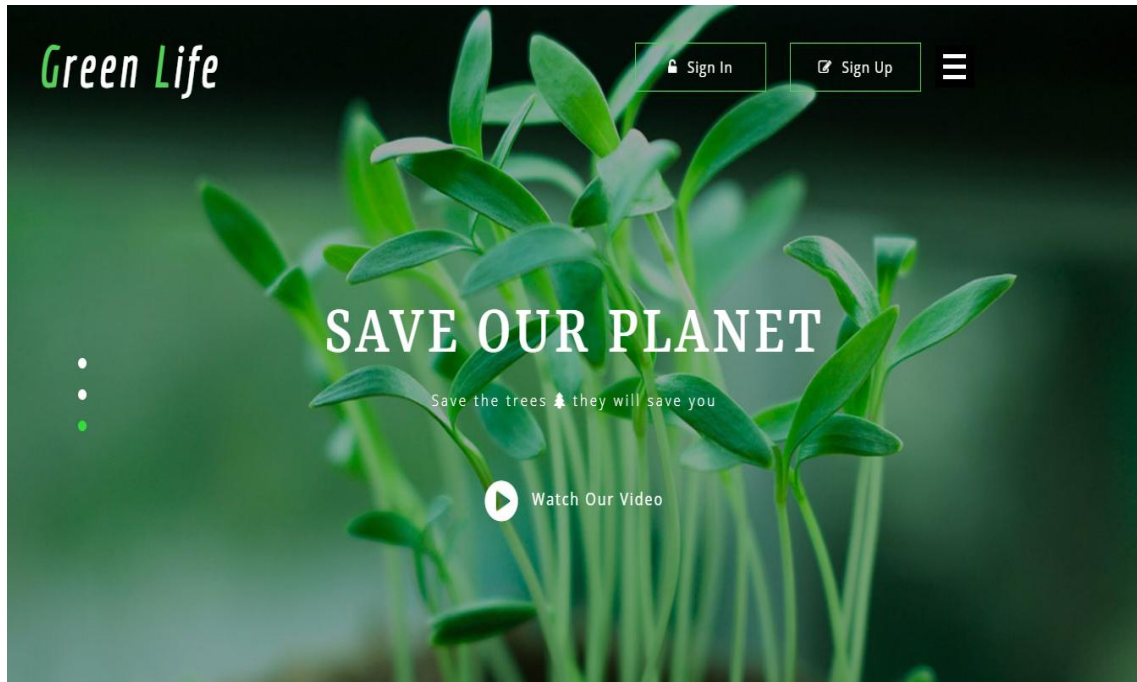 Green Life
Sign In
Sign Up
SAVE OUR PLANET
Save the trees they will save you
Watch Our Video